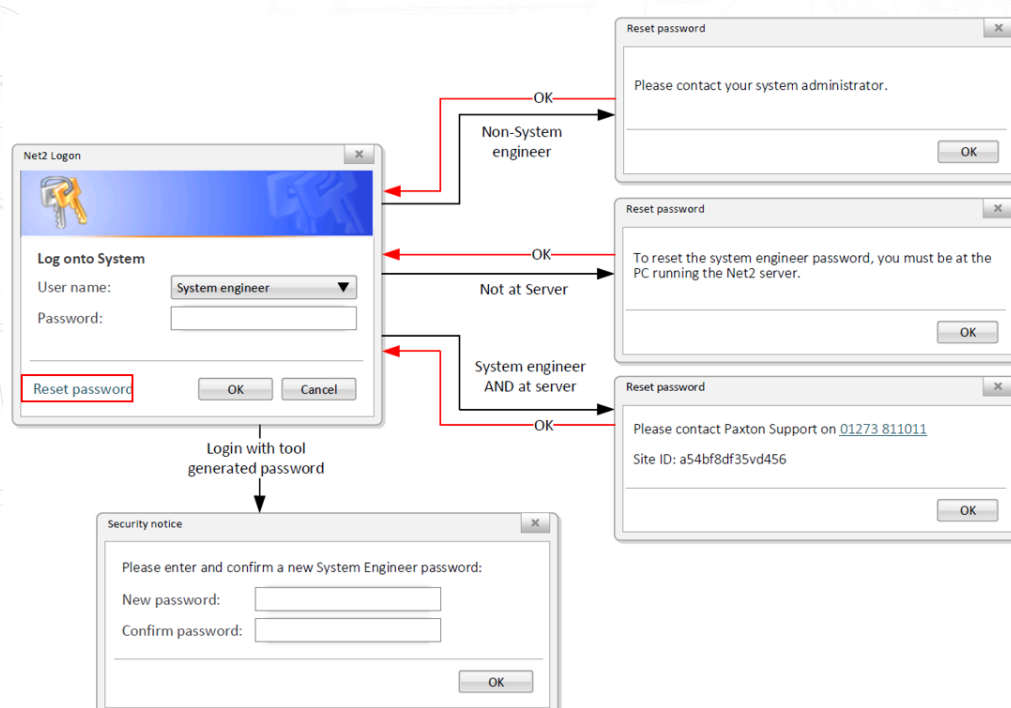 Reset password
Please contact your system administrator.
OK
OK
Non-System
engineer
Net2 Logon
Log onto System
User name:
System engineer
Password:
Reset password
OK
Cancel
Reset password
To reset the system engineer password, you must be at the
PC running the Net2 server.
OK
OK
Not at Server
System engineer
AND at server
OK
Reset password
Please contact Paxton Support on 01273 811011
Site ID: a54bf8df35vd456
OK
Login with tool
generated password
Security notice
Please enter and confirm a new System Engineer password:
New password:
Confirm password:
OK